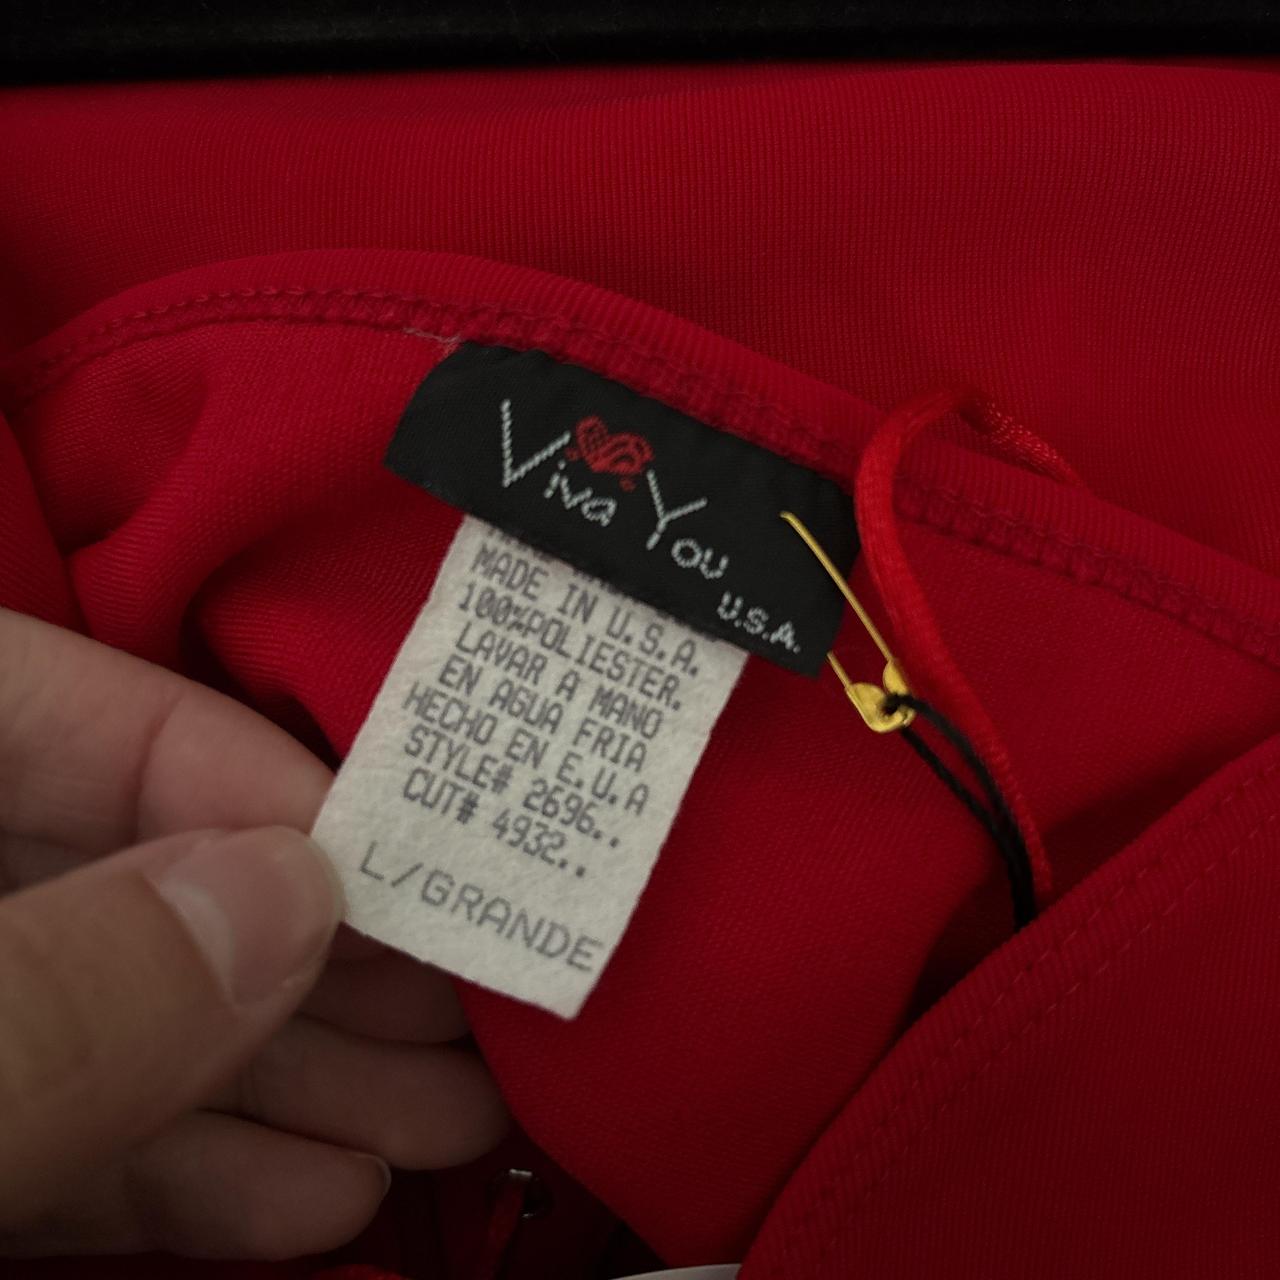 Viva You
U.S.A.
MADE IN U.S.A.
100%POLIESTER.
LAVAR A MANO
EN AGUA FRIA
HECHO EN E.U.A
STYLE# 2696..
CUT# 4932..
L/GRANDE